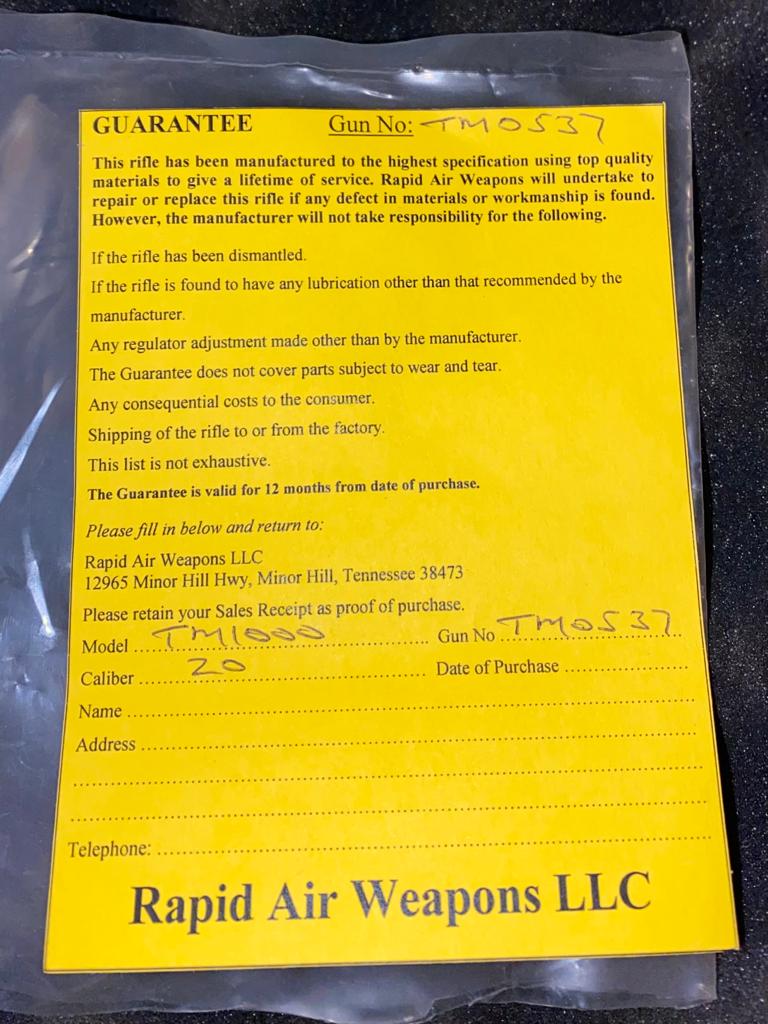 GUARANTEE Gun No: TM0537
This rifle has been manufactured to the highest specification using top quality
materials to give a lifetime of service. Rapid Air Weapons will undertake to
repair or replace this rifle if any defect in materials or workmanship is found.
However, the manufacturer will not take responsibility for the following.
If the rifle has been dismantled.
If the rifle is found to have any lubrication other than that recommended by the
manufacturer.
Any regulator adjustment made other than by the manufacturer.
The Guarantee does not cover parts subject to wear and tear.
Any consequential costs to the consumer.
Shipping of the rifle to or from the factory.
This list is not exhaustive.
The Guarantee is valid for 12 months from date of purchase.
Please fill in below and return to:
Rapid Air Weapons LLC
12965 Minor Hill Hwy, Minor Hill, Tennessee 38473
Please retain your Sales Receipt as proof of purchase.
Model TM1000 Gun No TM0537
Caliber 20 Date of Purchase
Name
Address
Telephone:
Rapid Air Weapons LLC